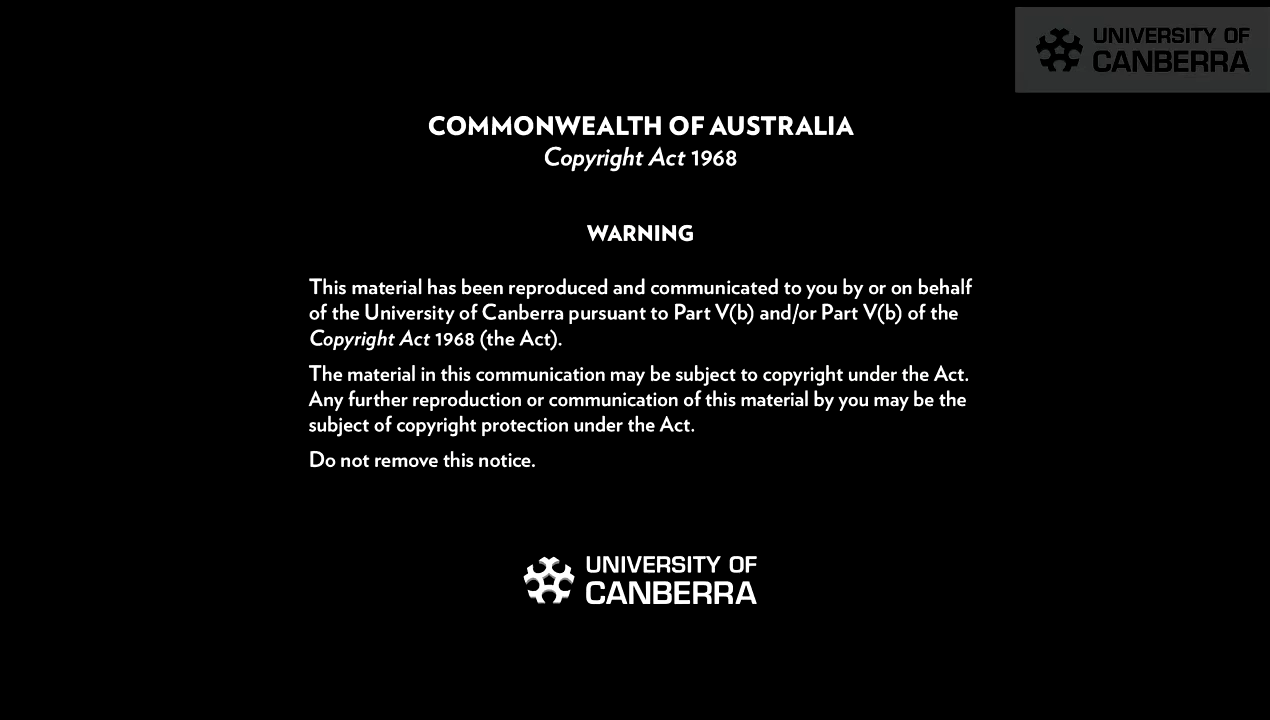 UNIVERSITY OF
CANBERRA
COMMONWEALTH OF AUSTRALIA
Copyright Act 1968
WARNING
This material has been reproduced and communicated to you by or on behalf
of the University of Canberra pursuant to Part V(b) and/or Part V(b) of the
Copyright Act 1968 (the Act).
The material in this communication may be subject to copyright under the Act.
Any further reproduction or communication of this material by you may be the
subject of copyright protection under the Act.
Do not remove this notice.
UNIVERSITY OF
CANBERRA